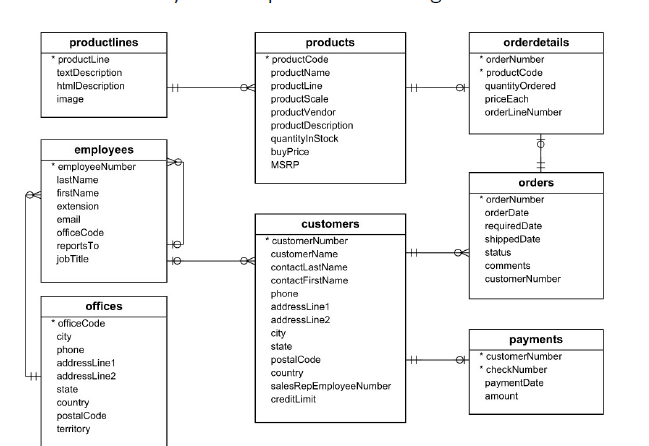 productlines
* productLine
textDescription
htmlDescription
image
products
* productCode
productName
productLine
productScale
productVendor
productDescription
quantityInStock
buyPrice
MSRP
orderdetails
* orderNumber
* productCode
quantityOrdered
priceEach
orderLineNumber
employees
* employeeNumber
lastName
firstName
extension
email
officeCode
reportsTo
jobTitle
customers
* customerNumber
customerName
contactLastName
contactFirstName
phone
addressLine1
addressLine2
city
state
postalCode
country
salesRepEmployeeNumber
creditLimit
orders
* orderNumber
orderDate
requiredDate
shippedDate
status
comments
customerNumber
offices
* officeCode
city
phone
addressLine1
addressLine2
state
country
postalCode
territory
payments
* customerNumber
* checkNumber
paymentDate
amount